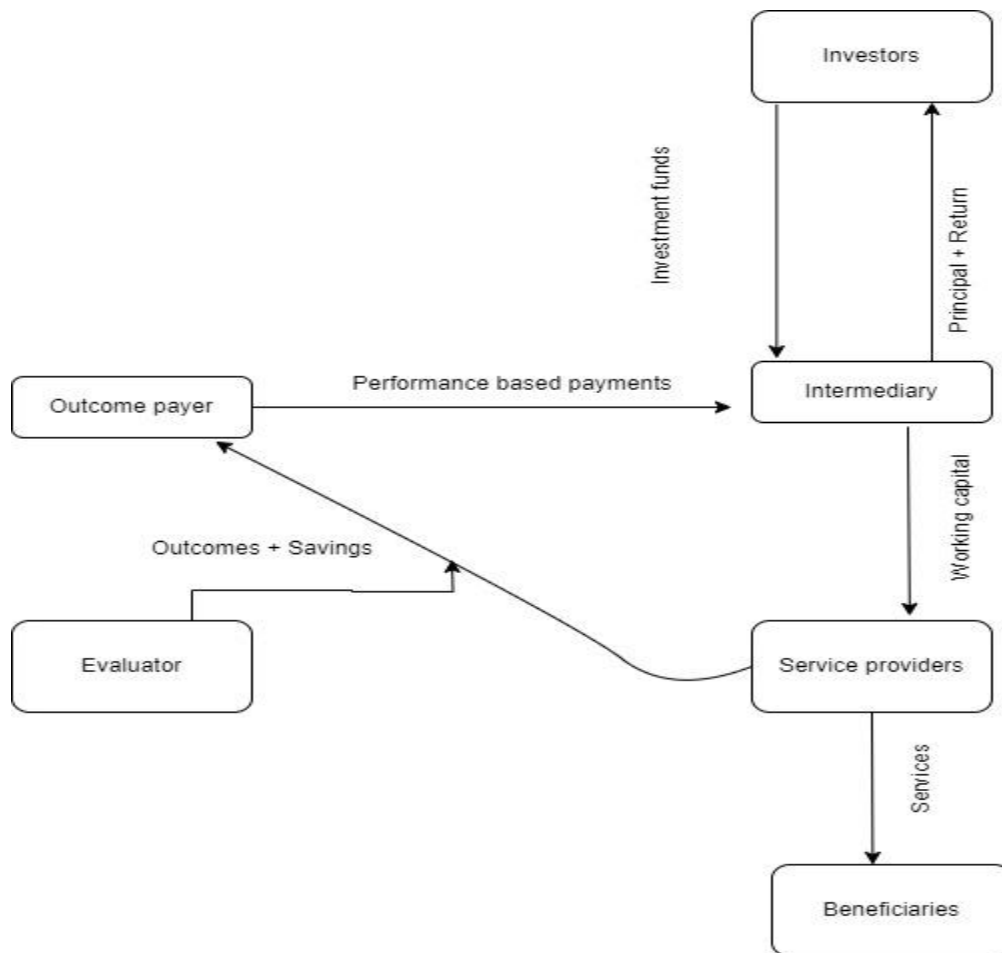 Investors
Investment funds
Principal + Return
Outcome payer
Performance based payments
Intermediary
Working capital
Outcomes + Savings
Evaluator
Service providers
Services
Beneficiaries